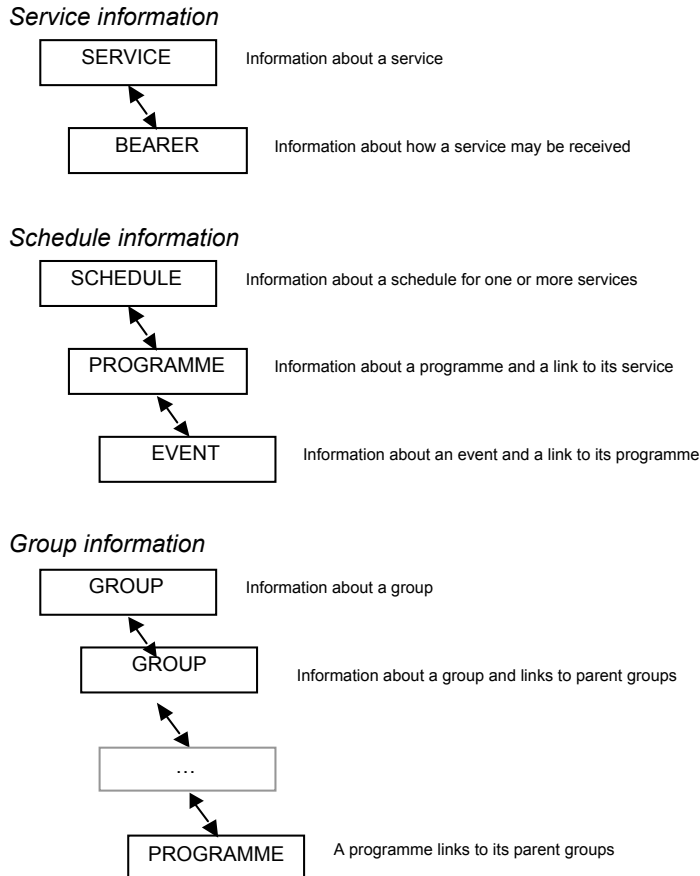 Service information
SERVICE Information about a service
BEARER Information about how a service may be received
Schedule information
SCHEDULE Information about a schedule for one or more services
PROGRAMME Information about a programme and a link to its service
EVENT Information about an event and a link to its programme
Group information
GROUP Information about a group
GROUP Information about a group and links to parent groups
…
PROGRAMME A programme links to its parent groups